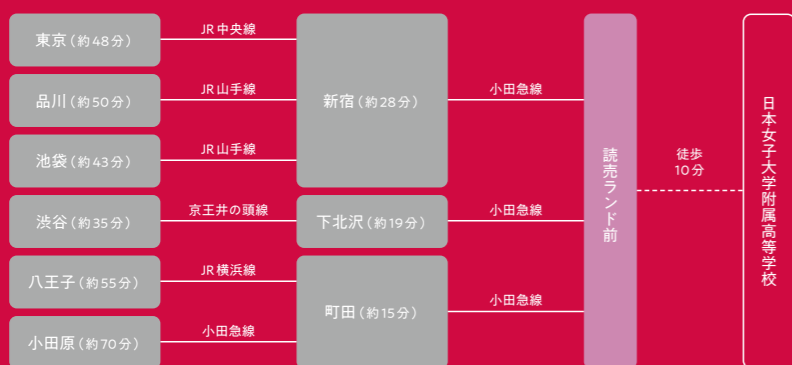 東京（約48分）
JR中央線
品川（約50分）
JR山手線
池袋（約43分）
JR山手線
新宿（約28分）
小田急線
渋谷（約35分）
京王井の頭線
下北沢（約19分）
小田急線
八王子（約55分）
JR横浜線
小田原（約70分）
小田急線
町田（約15分）
小田急線
読売ランド前
徒歩
10分
日本女子大学附属高等学校